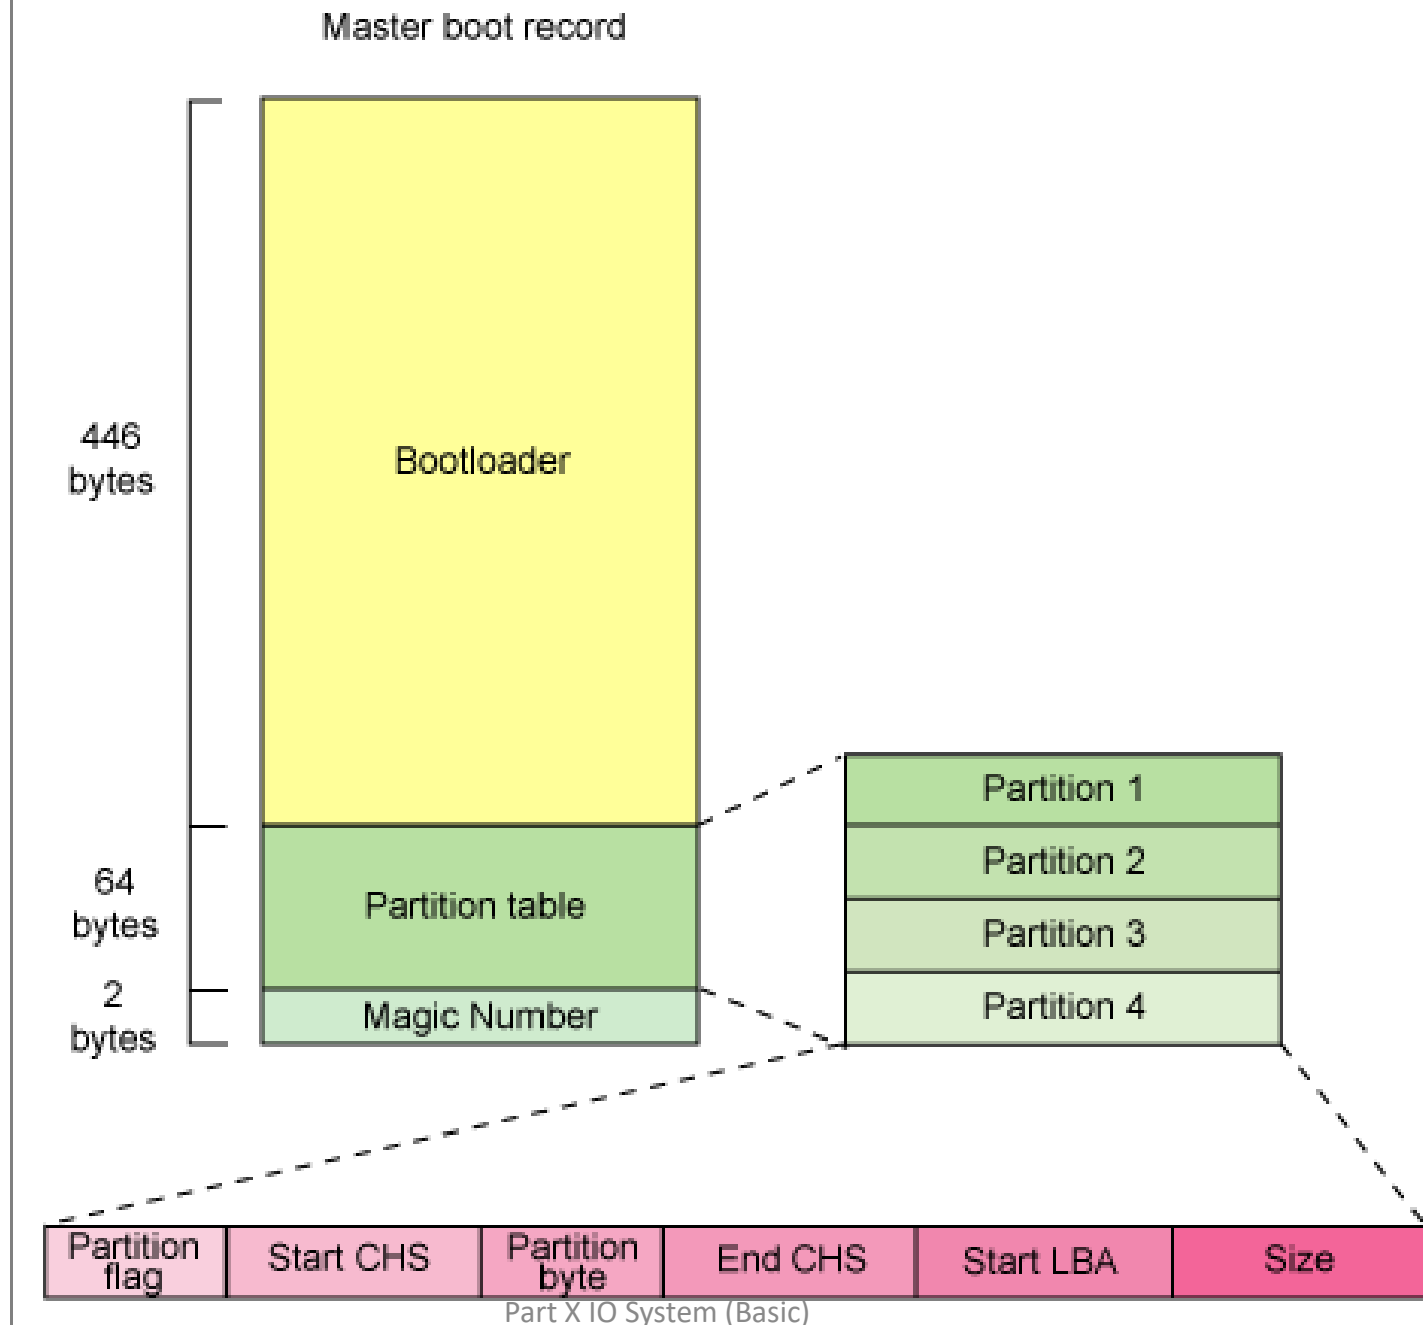 Master boot record
446
bytes
Bootloader
64
bytes
Partition table
2
bytes
Magic Number
Partition 1
Partition 2
Partition 3
Partition 4
Partition
flag
Start CHS
Partition
byte
End CHS
Start LBA
Size
Part X IO System (Basic)